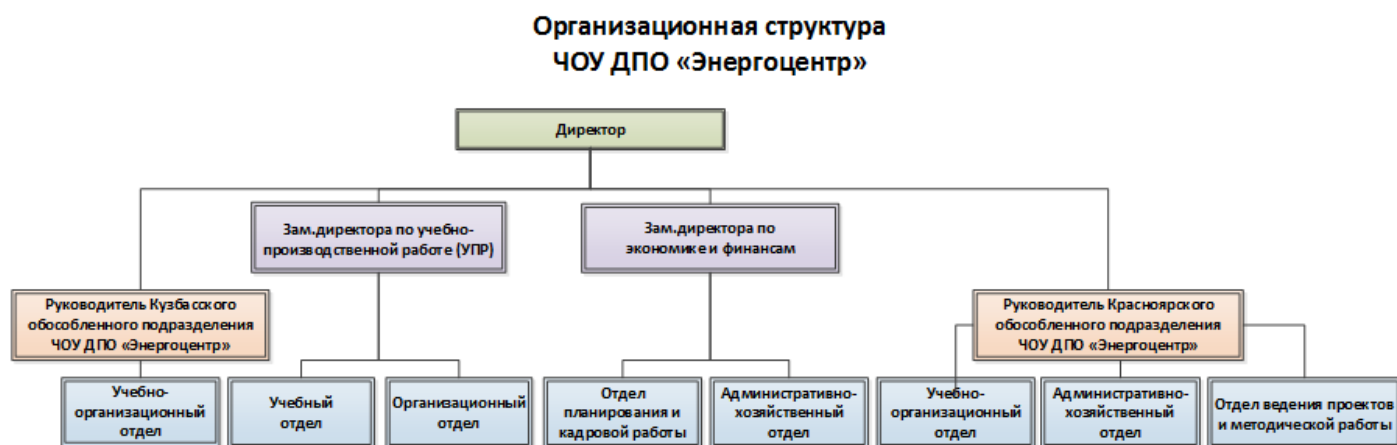 Организационная структура
ЧОУ ДПО «Энергоцентр»
Директор
Зам.директора по учебно-
производственной работе (УПР)
Зам.директора по
экономике и финансам
Руководитель Кузбасского
обособленного подразделения
ЧОУ ДПО «Энергоцентр»
Руководитель Красноярского
обособленного подразделения
ЧОУ ДПО «Энергоцентр»
Учебно-
организационный
отдел
Учебный
отдел
Организационный
отдел
Отдел
планирования и
кадровой работы
Административно-
хозяйственный
отдел
Учебно-
организационный
отдел
Административно-
хозяйственный
отдел
Отдел ведения проектов
и методической работы